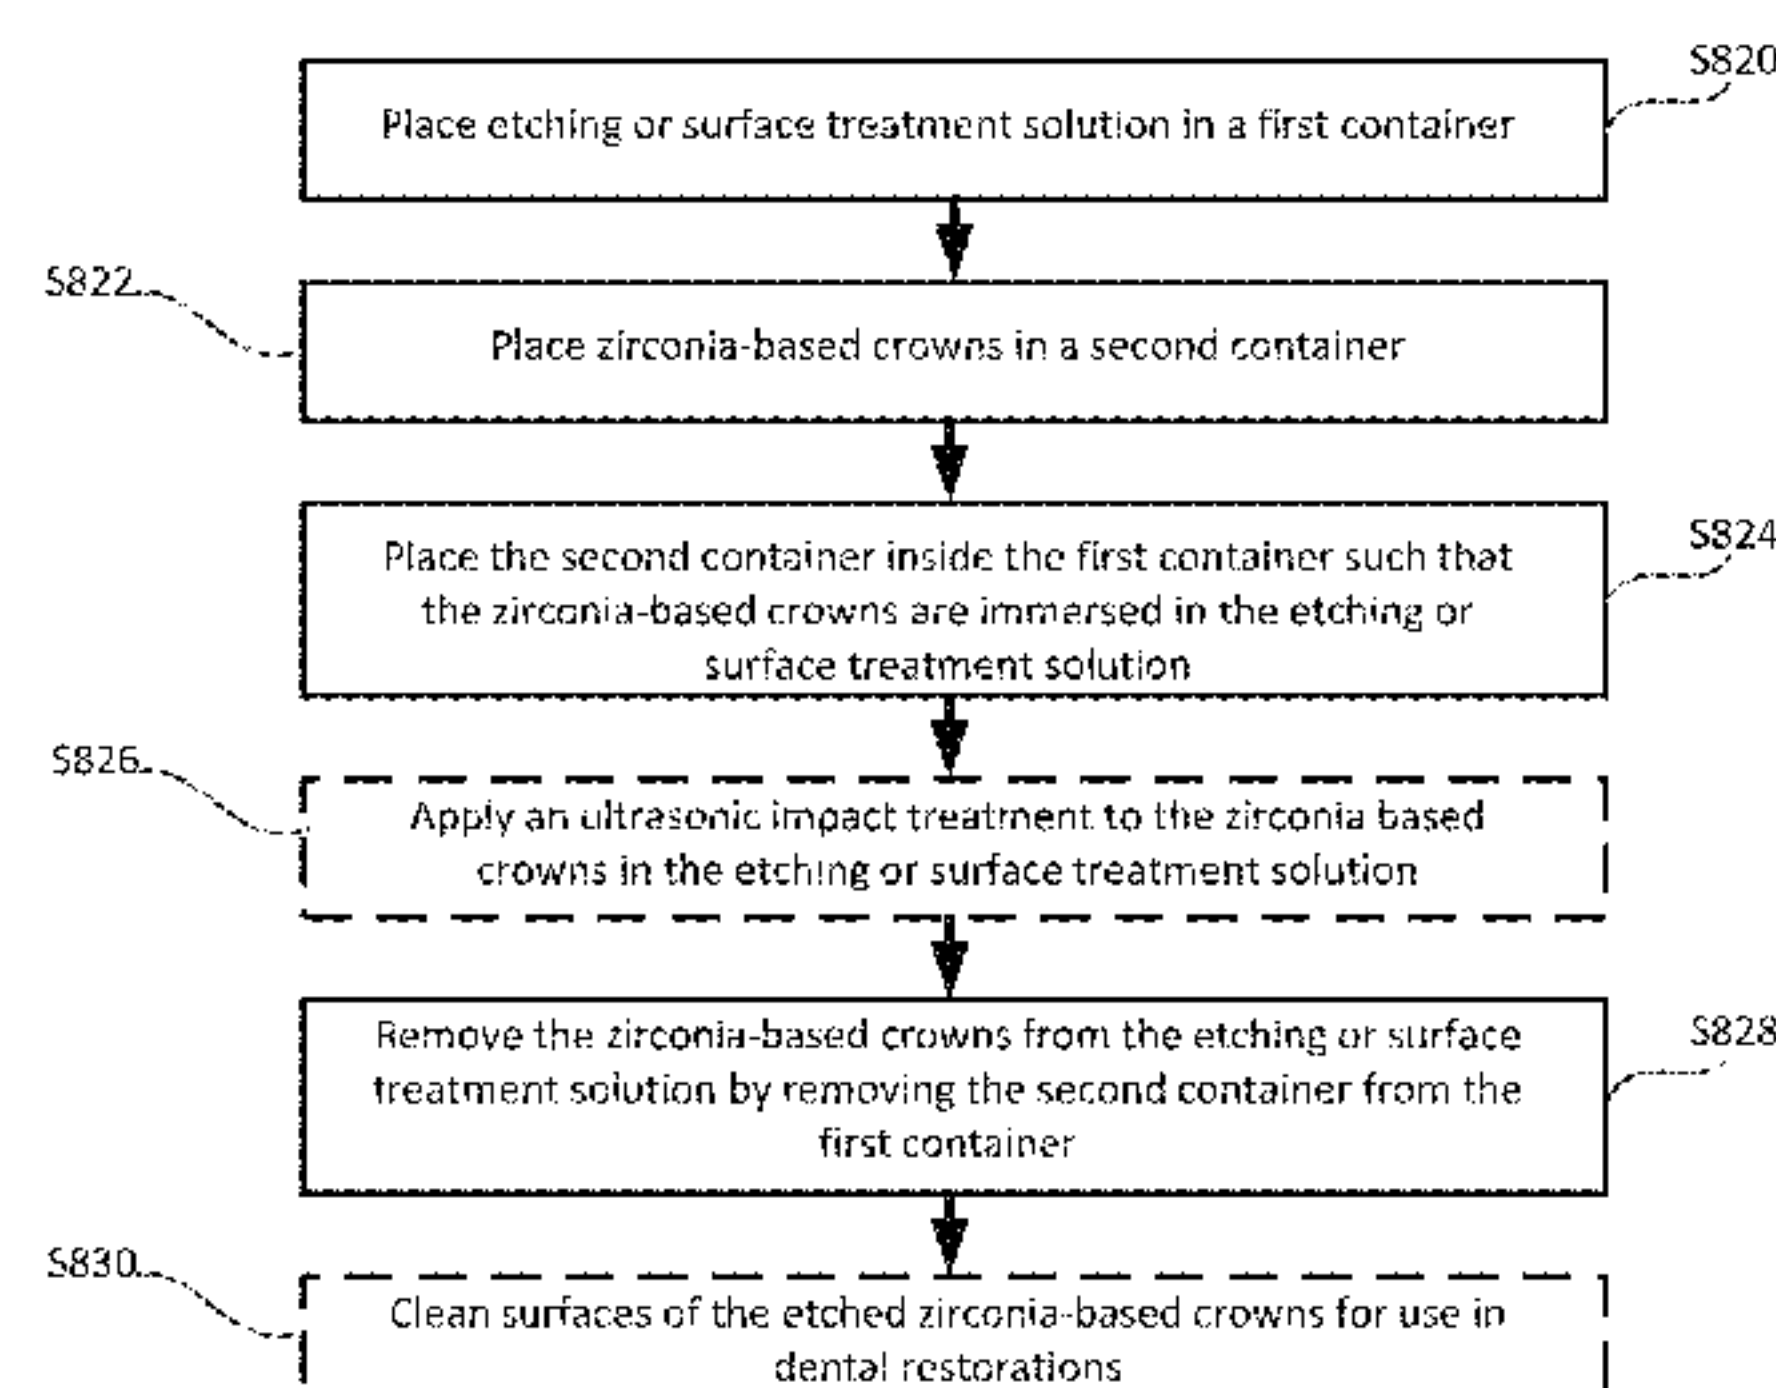 S820
Place etching or surface treatment solution in a first container
S822
Place zirconia-based crowns in a second container
S824
Place the second container inside the first container such that
the zirconia-based crowns are immersed in the etching or
surface treatment solution
S826
Apply an ultrasonic impact treatment to the zirconia based
crowns in the etching or surface treatment solution
S828
Remove the zirconia-based crowns from the etching or surface
treatment solution by removing the second container from the
first container
S830
Clean surfaces of the etched zirconia-based crowns for use in
dental restorations